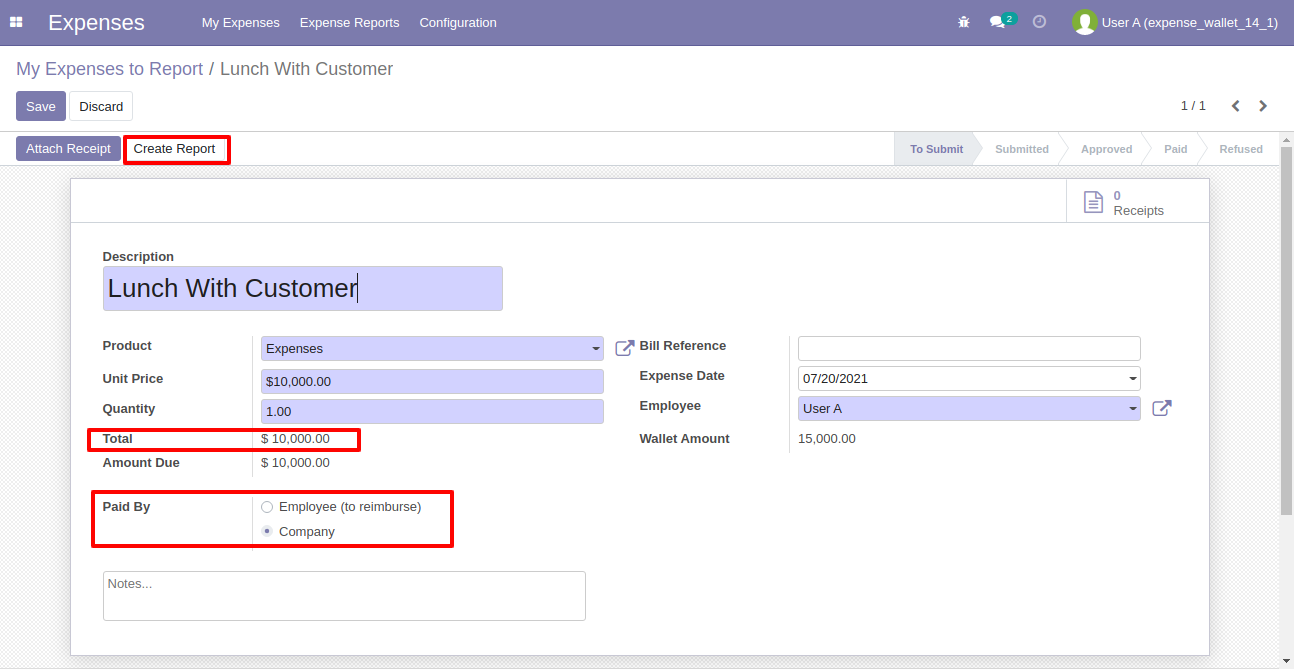 Expenses My Expenses Expense Reports Configuration 2 User A (expense_wallet_14_1)
My Expenses to Report / Lunch With Customer
Save Discard 1 / 1
Attach Receipt Create Report To Submit Submitted Approved Paid Refused
0
Receipts
Description
Lunch With Customer
Product Expenses Bill Reference
Unit Price $10,000.00 Expense Date 07/20/2021
Quantity 1.00 Employee User A
Total $ 10,000.00 Wallet Amount 15,000.00
Amount Due $ 10,000.00
Paid By Employee (to reimburse)
Company
Notes...